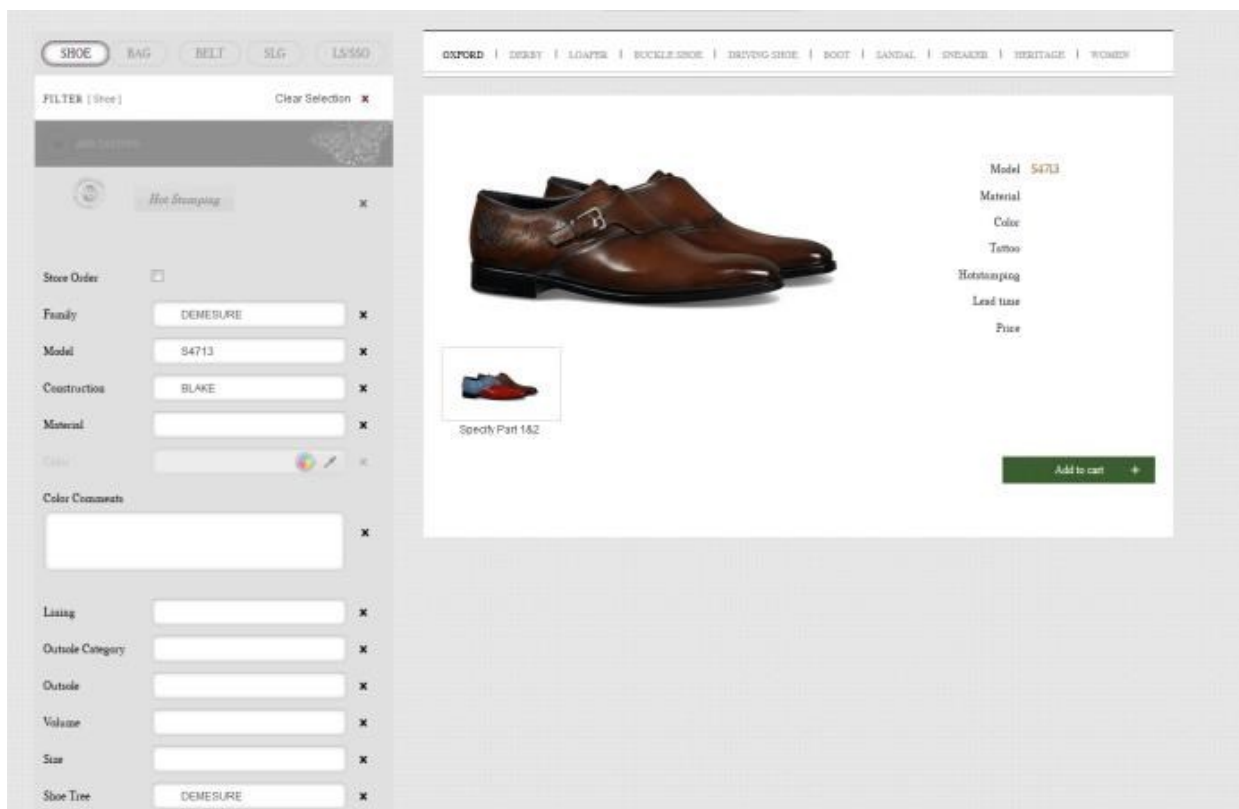 SHOE BAG BELT SLG LS/SSO
FILTER [Shoe]
Clear Selection x
Hot Stamping x
Store Order
Family DEMESURE x
Model S4713 x
Construction BLAKE x
Material x
Color x
Color Comments
x
Lining x
Outsole Category x
Outsole x
Volume x
Size x
Shoe Tree DEMESURE x
OXFORD | DERBY | LOAFER | BUCKLE SHOE | DRIVING SHOE | BOOT | SANDAL | SNEAKER | HERITAGE | WOMEN
Model S4713
Material
Color
Tattoo
Hotstamping
Lead time
Price
Specify Part 1&2
Add to cart +